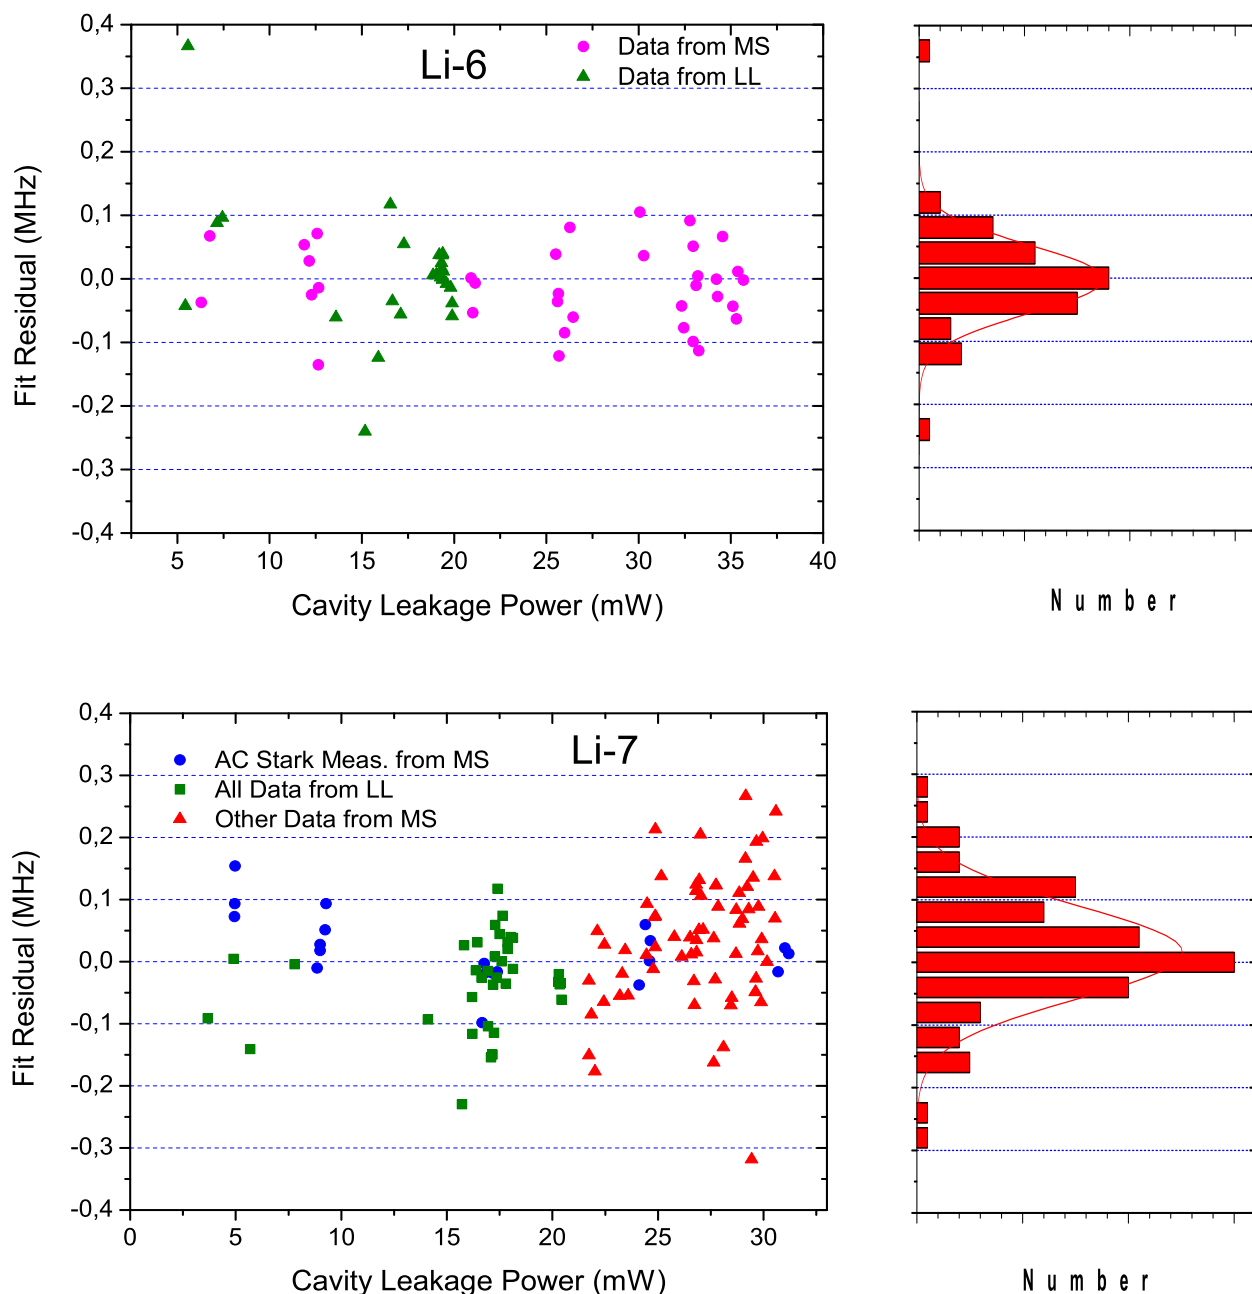 0,4
0,3
0,2
0,1
0,0
-0,1
-0,2
-0,3
-0,4
Fit Residual (MHz)
Li-6
Data from MS
Data from LL
5 10 15 20 25 30 35 40
Cavity Leakage Power (mW)
Number
0,4
0,3
0,2
0,1
0,0
-0,1
-0,2
-0,3
-0,4
Fit Residual (MHz)
Li-7
AC Stark Meas. from MS
All Data from LL
Other Data from MS
0 5 10 15 20 25 30
Cavity Leakage Power (mW)
Number